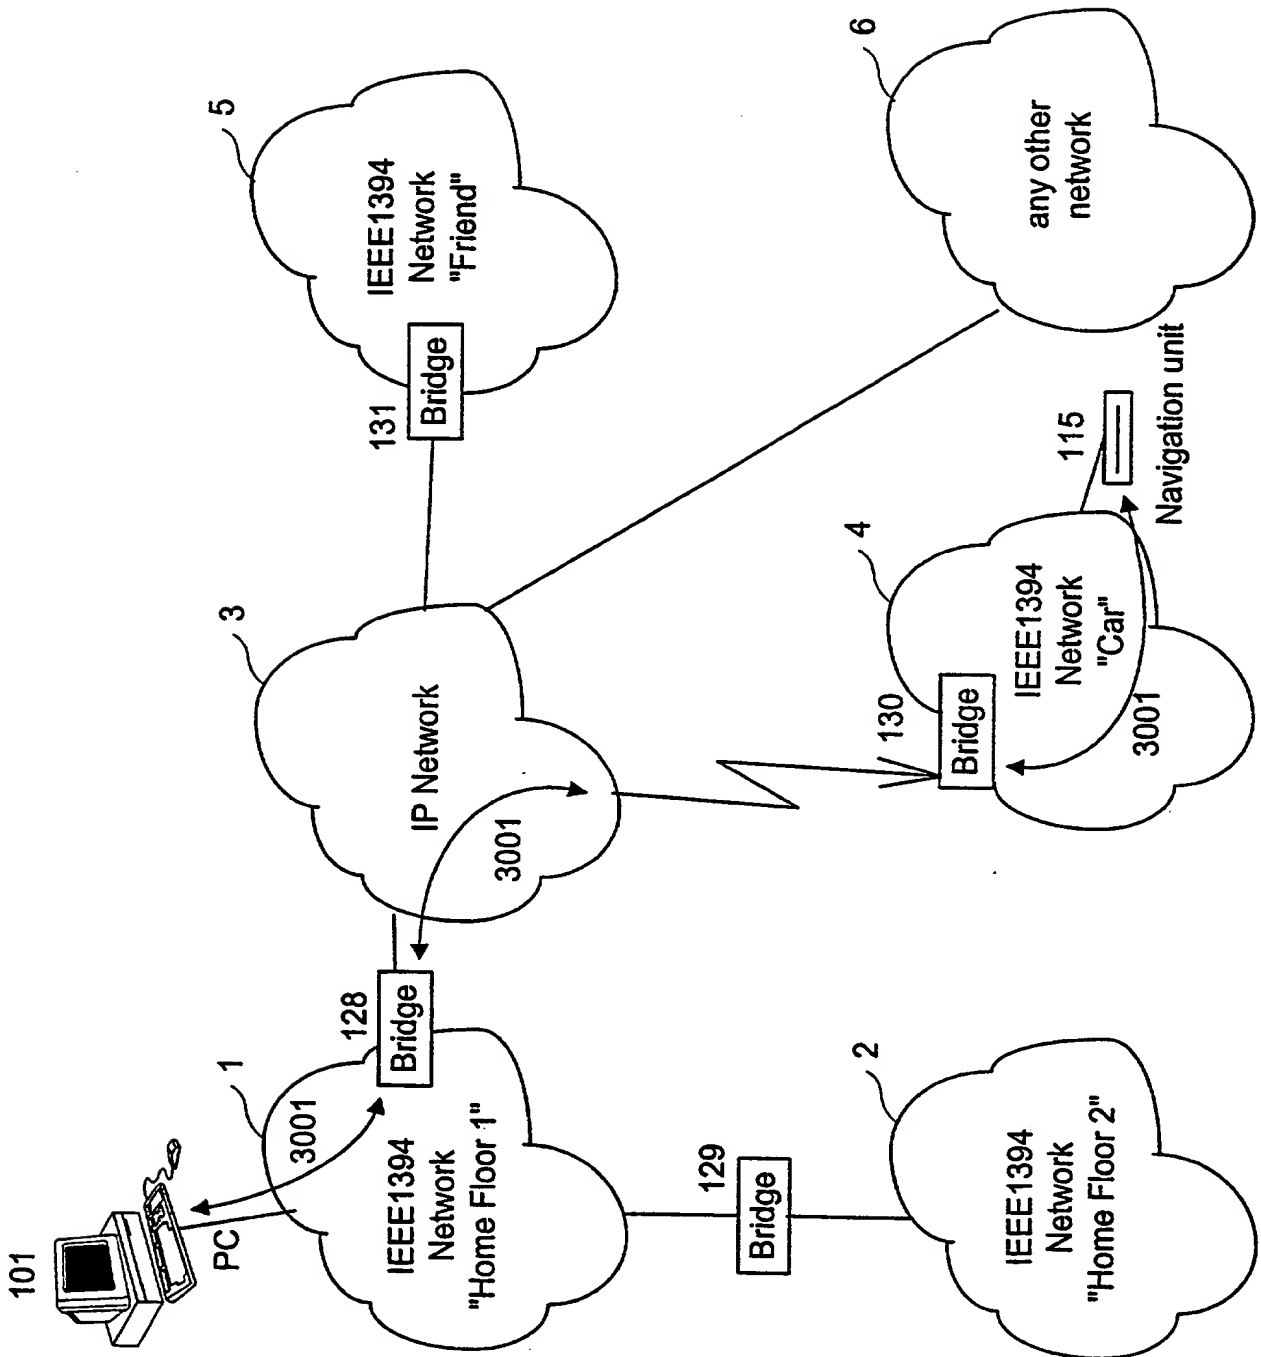 101
PC
3001
1
IEEE1394
Network
"Home Floor 1"
128
Bridge
3
IP Network
3001
131
Bridge
5
IEEE1394
Network
"Friend"
129
Bridge
2
IEEE1394
Network
"Home Floor 2"
130
Bridge
4
IEEE1394
Network
"Car"
3001
115
Navigation unit
6
any other
network